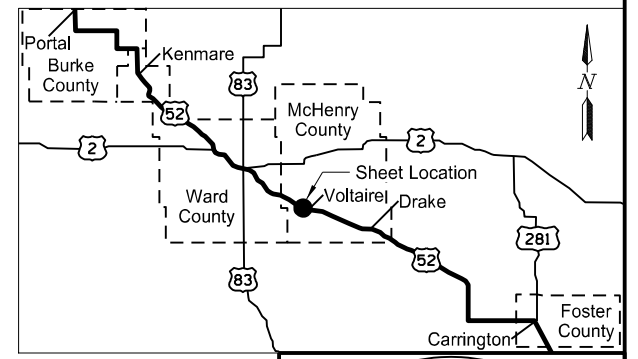 Portal
Burke
County
Kenmare
83
52
McHenry
County
N
2
2
Sheet Location
Voltaire
Drake
Ward
County
281
52
83
Foster
County
Carrington